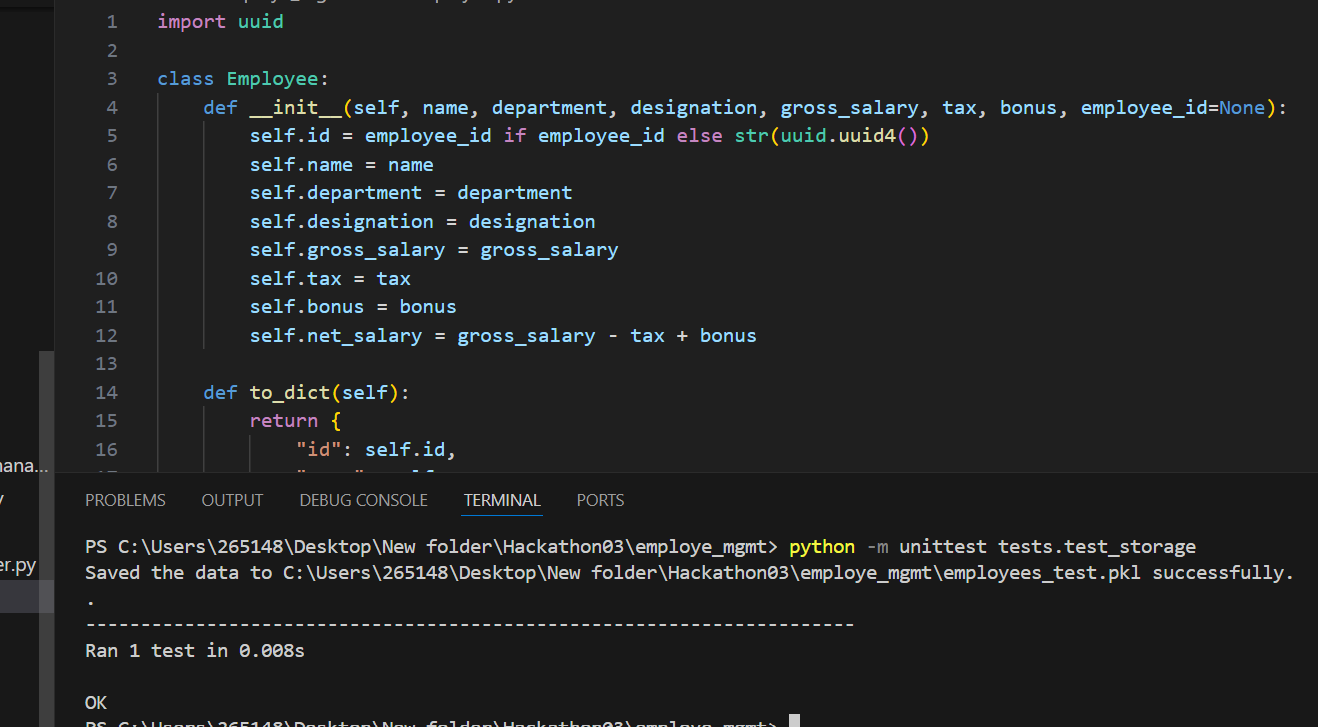 1 import uuid
2
3 class Employee:
4 def __init__(self, name, department, designation, gross_salary, tax, bonus, employee_id=None):
5 self.id = employee_id if employee_id else str(uuid.uuid4())
6 self.name = name
7 self.department = department
8 self.designation = designation
9 self.gross_salary = gross_salary
10 self.tax = tax
11 self.bonus = bonus
12 self.net_salary = gross_salary - tax + bonus
13
14 def to_dict(self):
15 return {
16 "id": self.id,
nana...
er.py
PROBLEMS OUTPUT DEBUG CONSOLE TERMINAL PORTS
PS C:\Users\265148\Desktop\New folder\Hackathon03\employe_mgmt> python -m unittest tests.test_storage
Saved the data to C:\Users\265148\Desktop\New folder\Hackathon03\employe_mgmt\employees_test.pkl successfully.
.
----------------------------------------------------------------------
Ran 1 test in 0.008s
OK
PS C:\Users\265148\Desktop\New folder\Hackathon03\employe_mgmt>